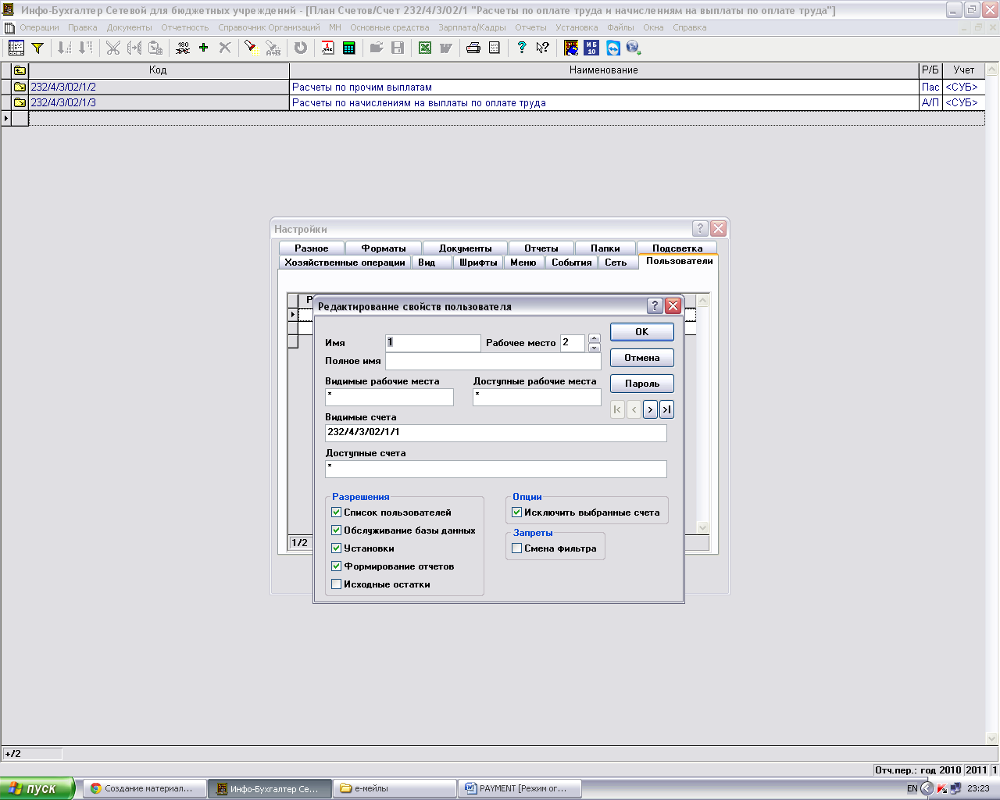 Инфо-Бухгалтер Сетевой для бюджетных учреждений - [План Счетов/Счет 232/4/3/02/1 "Расчеты по оплате труда и начислениям на выплаты по оплате труда"]
Операции Правка Документы Отчетность Справочник Организаций МН Основные средства Зарплата/Кадры Отчеты Установка Файлы Окна Справка
Код Наименование Р/Б Учет
232/4/3/02/1/2 Расчеты по прочим выплатам Пас <СУБ>
232/4/3/02/1/3 Расчеты по начислениям на выплаты по оплате труда А/П <СУБ>
Настройки
Разное Форматы Документы Отчеты Папки Подсветка
Хозяйственные операции Вид Шрифты Меню События Сеть Пользователи
Редактирование свойств пользователя
Имя 1 Рабочее место 2 OK
Полное имя Отмена
Видимые рабочие места Доступные рабочие места Пароль
* *
Видимые счета
232/4/3/02/1/1
Доступные счета
*
Разрешения Опции
Список пользователей Исключить выбранные счета
Обслуживание базы данных Запреты
Установки Смена фильтра
1/2
Формирование отчетов
Исходные остатки
+/2
Отч.пер.: год 2010 2011 1
пуск Создание материал... Инфо-Бухгалтер Се... е-мейлы PAYMENT [Режим ог... EN 23:23